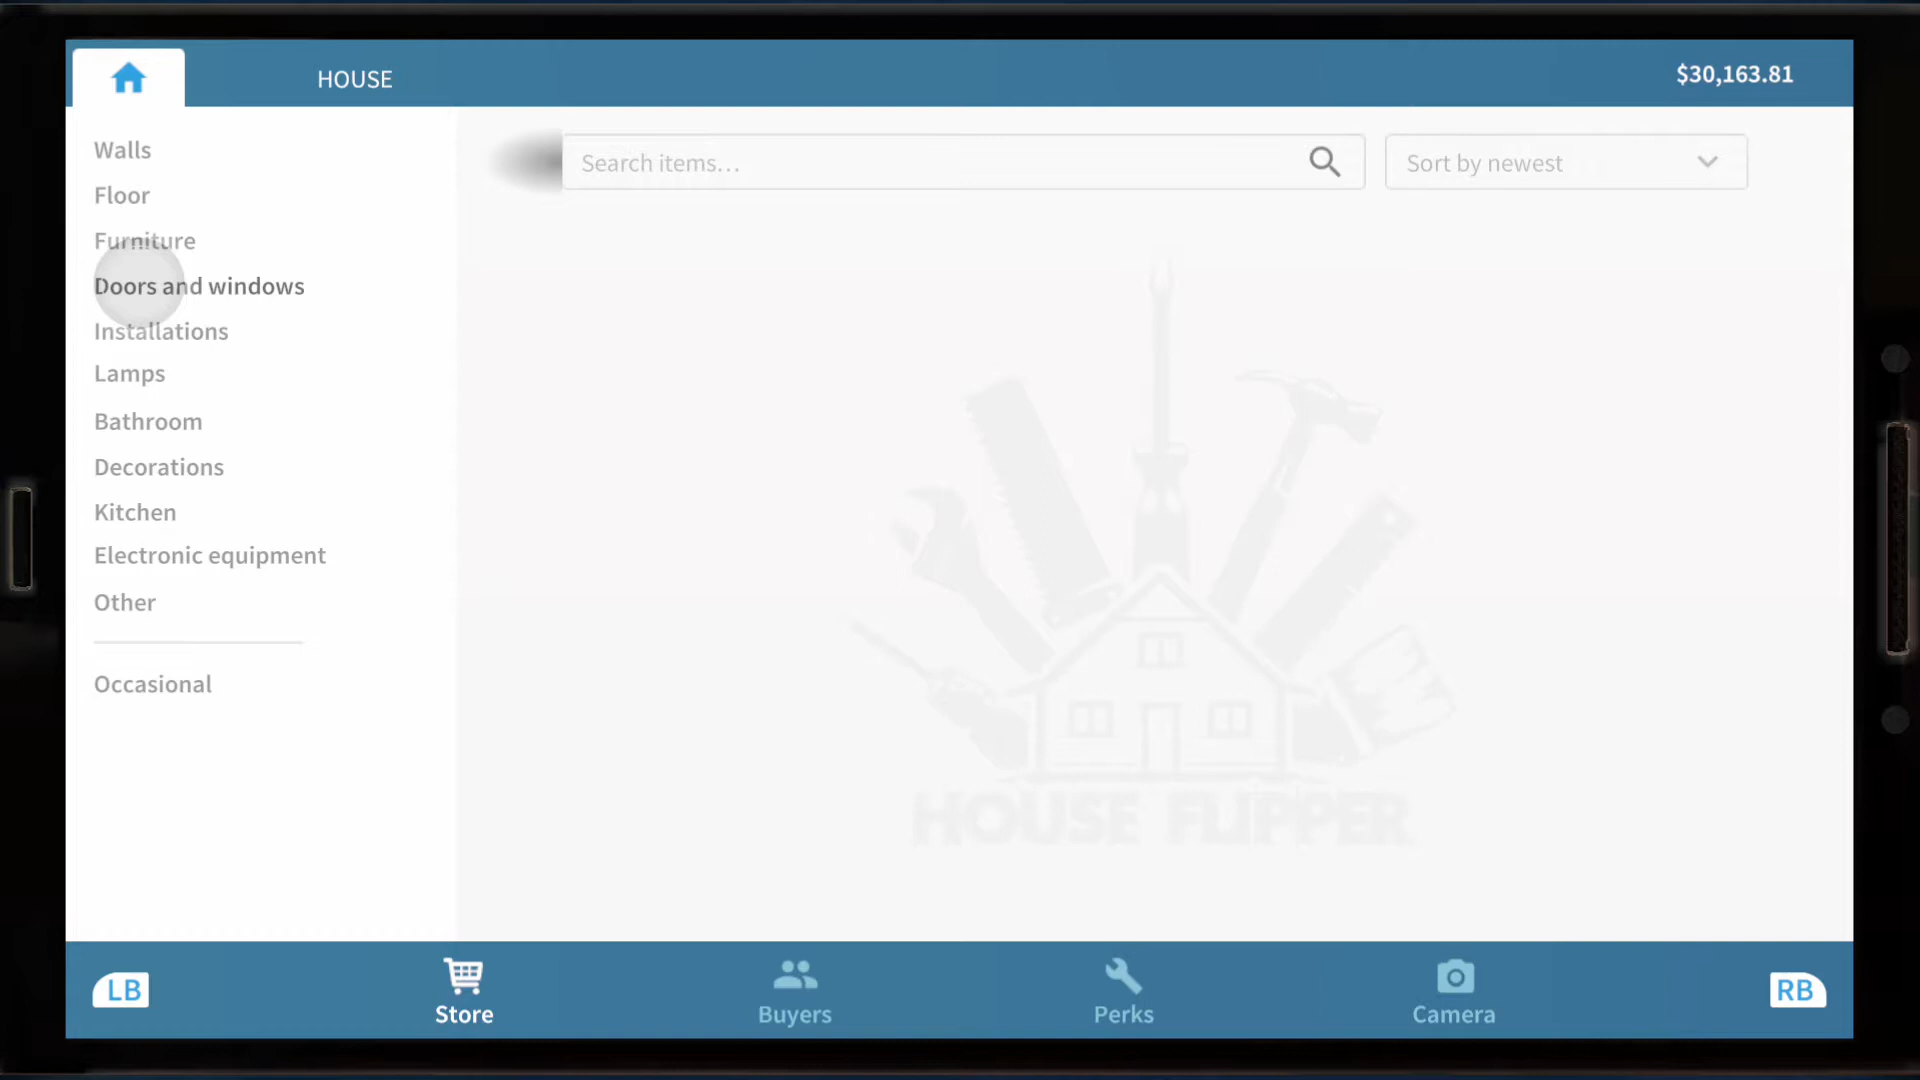 HOUSE
$30,163.81
Walls
Floor
Furniture
Doors and windows
Installations
Lamps
Bathroom
Decorations
Kitchen
Electronic equipment
Other
Occasional
Search items...
Sort by newest
HOUSE FLIPPER
LB
Store
Buyers
Perks
Camera
RB